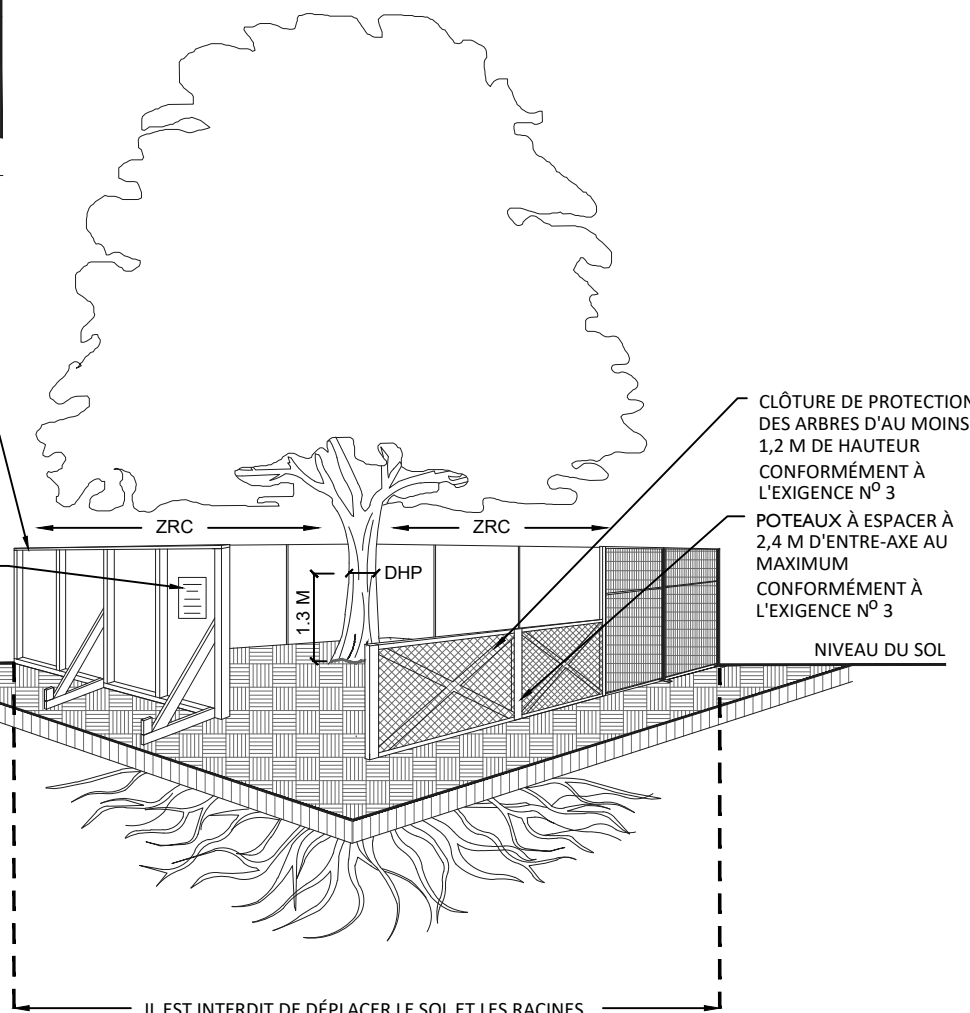 CLÔTURE DE PROTECTION
DES ARBRES D'AU MOINS
1,2 M DE HAUTEUR
CONFORMÉMENT À
L'EXIGENCE Nº 3
POTEAUX À ESPACER À
2,4 M D'ENTRE-AXE AU
MAXIMUM
CONFORMÉMENT À
L'EXIGENCE Nº 3
ZRC
ZRC
DHP
1.3 M
NIVEAU DU SOL
IL EST INTERDIT DE DÉPLACER LE SOL ET LES RACINES